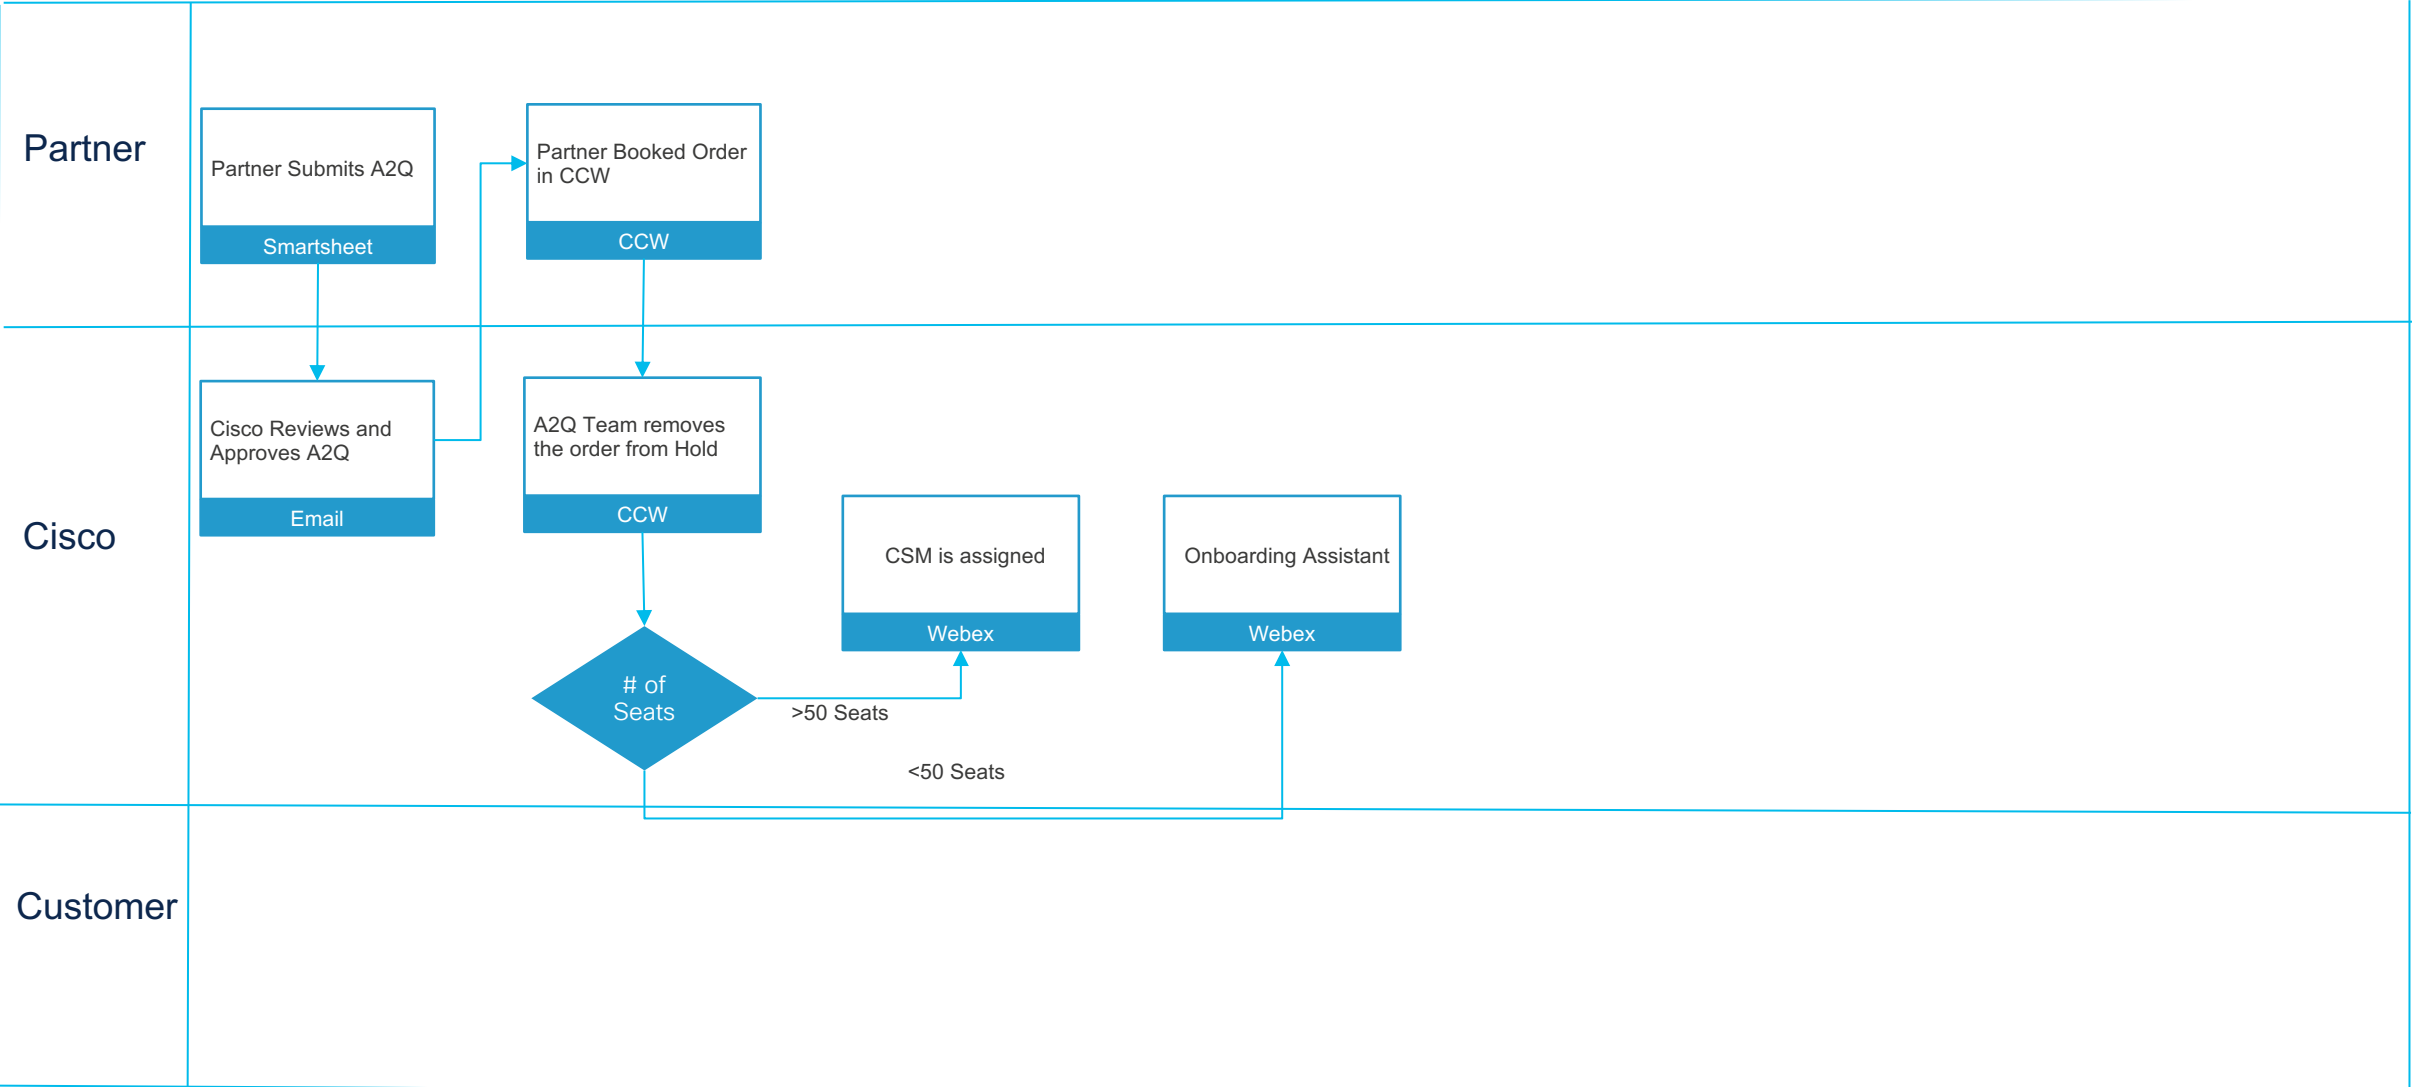 Partner
Partner Submits A2Q
Smartsheet
Partner Booked Order
in CCW
CCW
Cisco
Cisco Reviews and
Approves A2Q
Email
A2Q Team removes
the order from Hold
CCW
CSM is assigned
Webex
Onboarding Assistant
Webex
# of
Seats
>50 Seats
<50 Seats
Customer